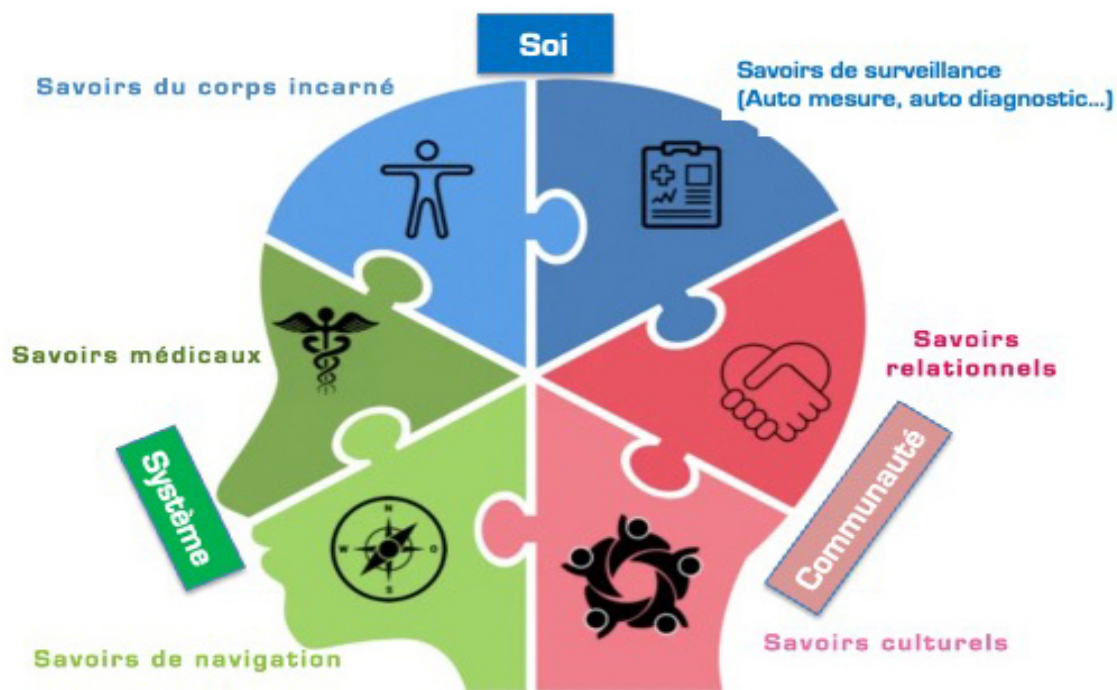 Soi
Savoirs du corps incarné
Savoirs de surveillance
(Auto mesure, auto diagnostic...)
Savoirs médicaux
Savoirs
relationnels
Système
Communauté
N
W O
S
Savoirs culturels
Savoirs de navigation